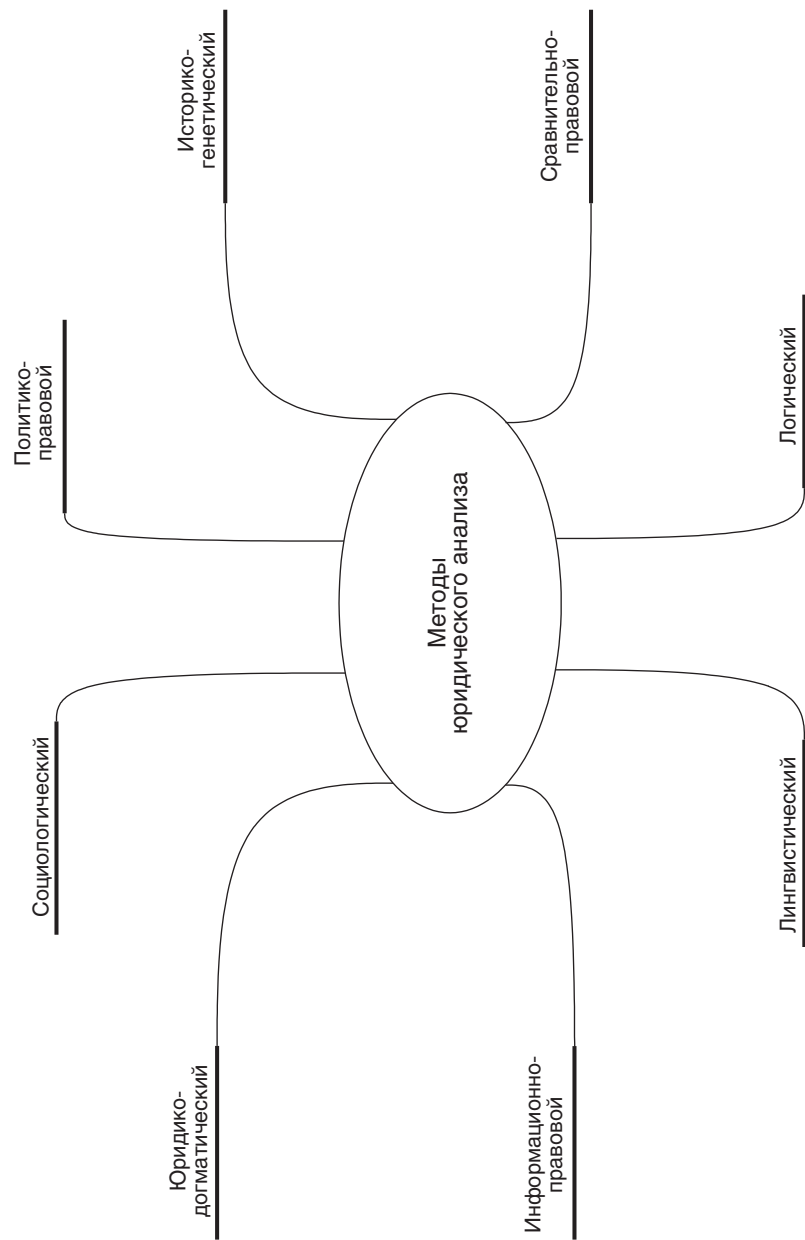 Методы
юридического анализа
Юридико-
догматический
Социологический
Политико-
правовой
Историко-
генетический
Информационно-
правовой
Лингвистический
Логический
Сравнительно-
правовой